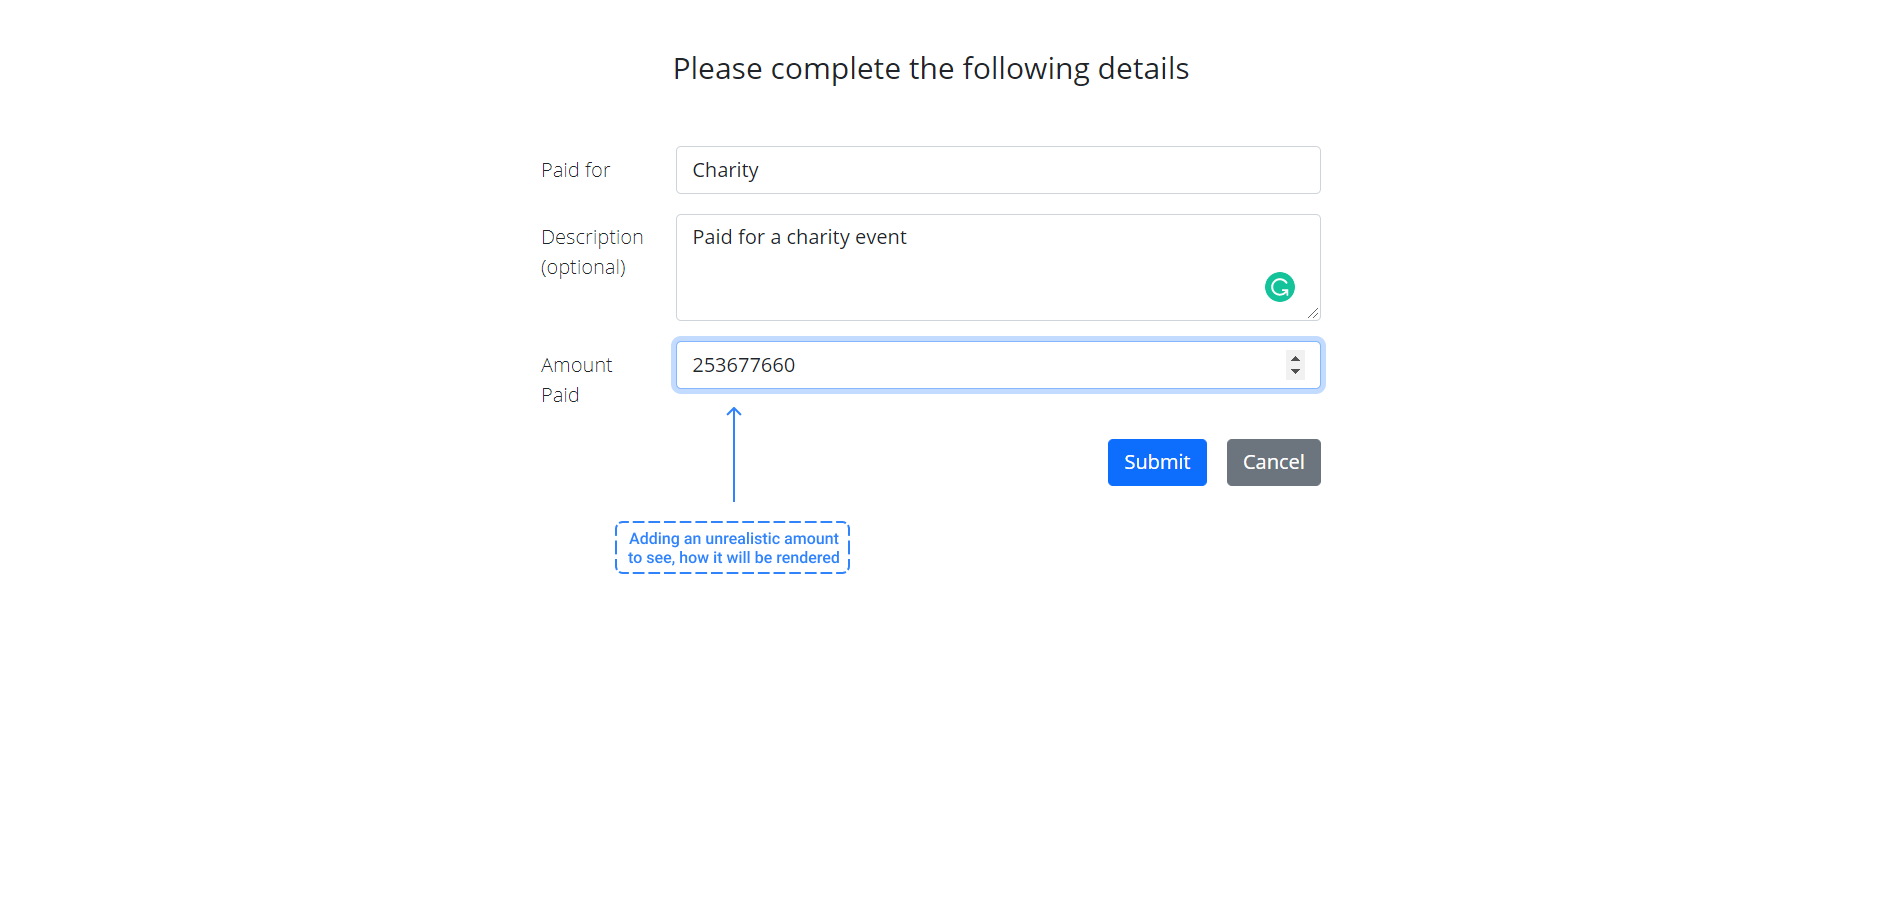 Please complete the following details
Paid for
Charity
Description
(optional)
Paid for a charity event
Amount
Paid
253677660
Submit
Cancel
Adding an unrealistic amount
to see, how it will be rendered